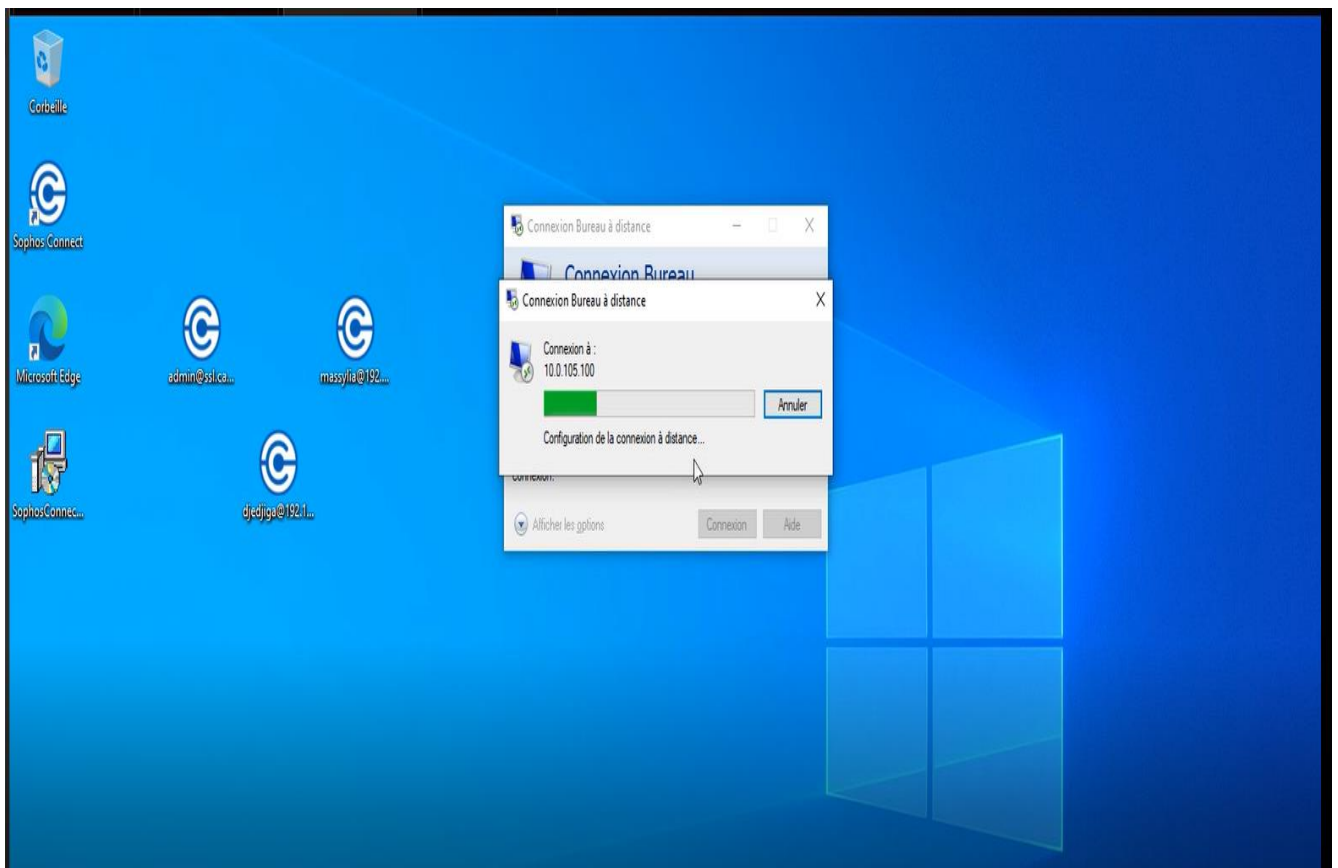 Corbeille
Sophos Connect
Microsoft Edge
admin@ssl.ca...
massylia@192....
SophosConnec...
djedjiga@192.1...
Connexion Bureau à distance
Connexion Bureau
Connexion Bureau à distance
Connexion à :
10.0.105.100
Annuler
Configuration de la connexion à distance...
connexion.
Afficher les options
Connexion
Aide